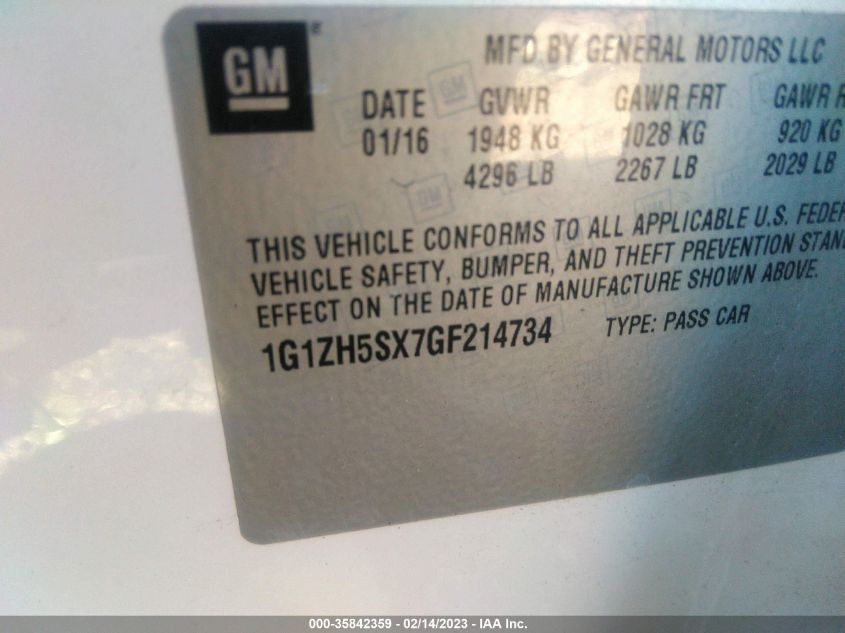 GM
MFD BY GENERAL MOTORS LLC
DATE GVWR GAWR FRT GAWR R
01/16 1948 KG 1028 KG 920 KG
4296 LB 2267 LB 2029 LB
THIS VEHICLE CONFORMS TO ALL APPLICABLE U.S. FEDER
VEHICLE SAFETY, BUMPER, AND THEFT PREVENTION STAN
EFFECT ON THE DATE OF MANUFACTURE SHOWN ABOVE.
1G1ZH5SX7GF214734 TYPE: PASS CAR
000-35842359 - 02/14/2023 - IAA Inc.